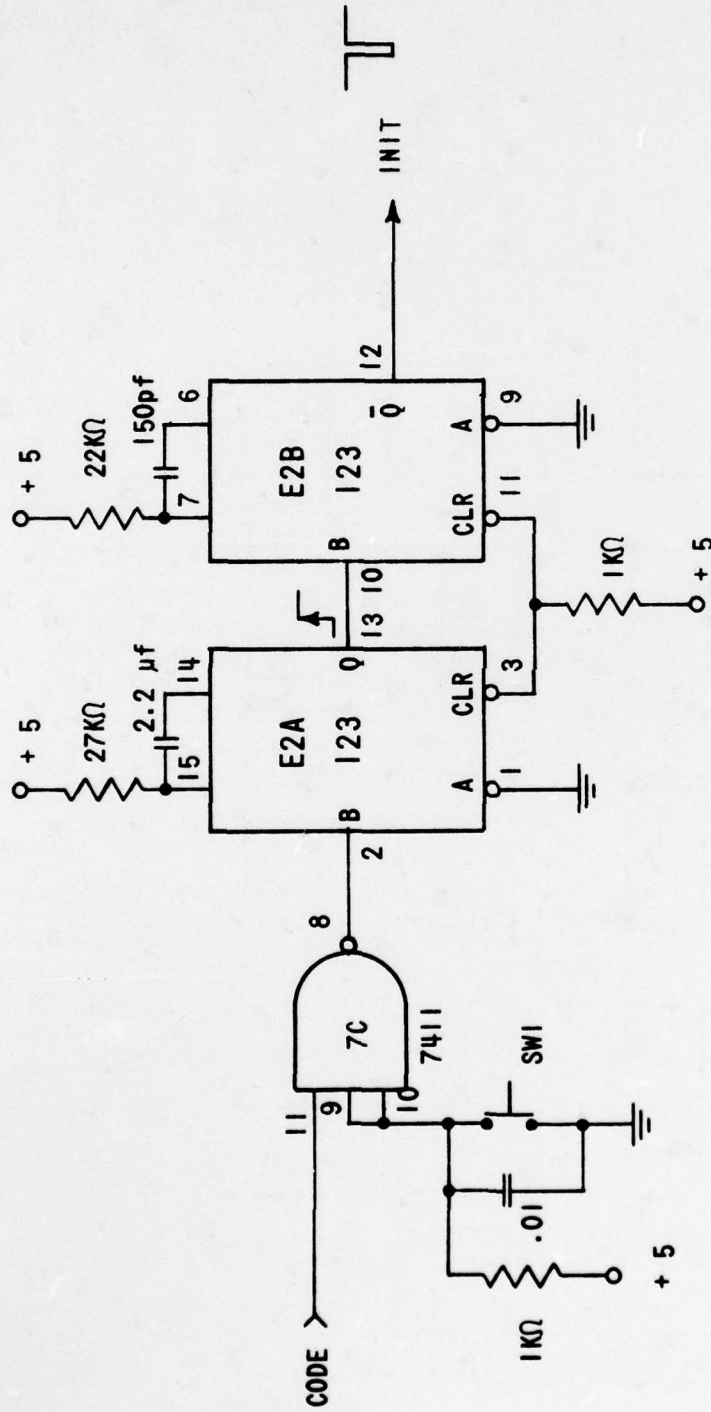 + 5
27KΩ
2.2 µf
15
14
E2A
123
B
2
Q
13
A
1
CLR
3
+ 5
22KΩ
150pf
7
6
E2B
123
B
10
Q̄
12
CLR
11
A
9
INIT
1KΩ
+ 5
CODE
11
9
10
7C
7411
8
SW1
.01
1KΩ
+ 5